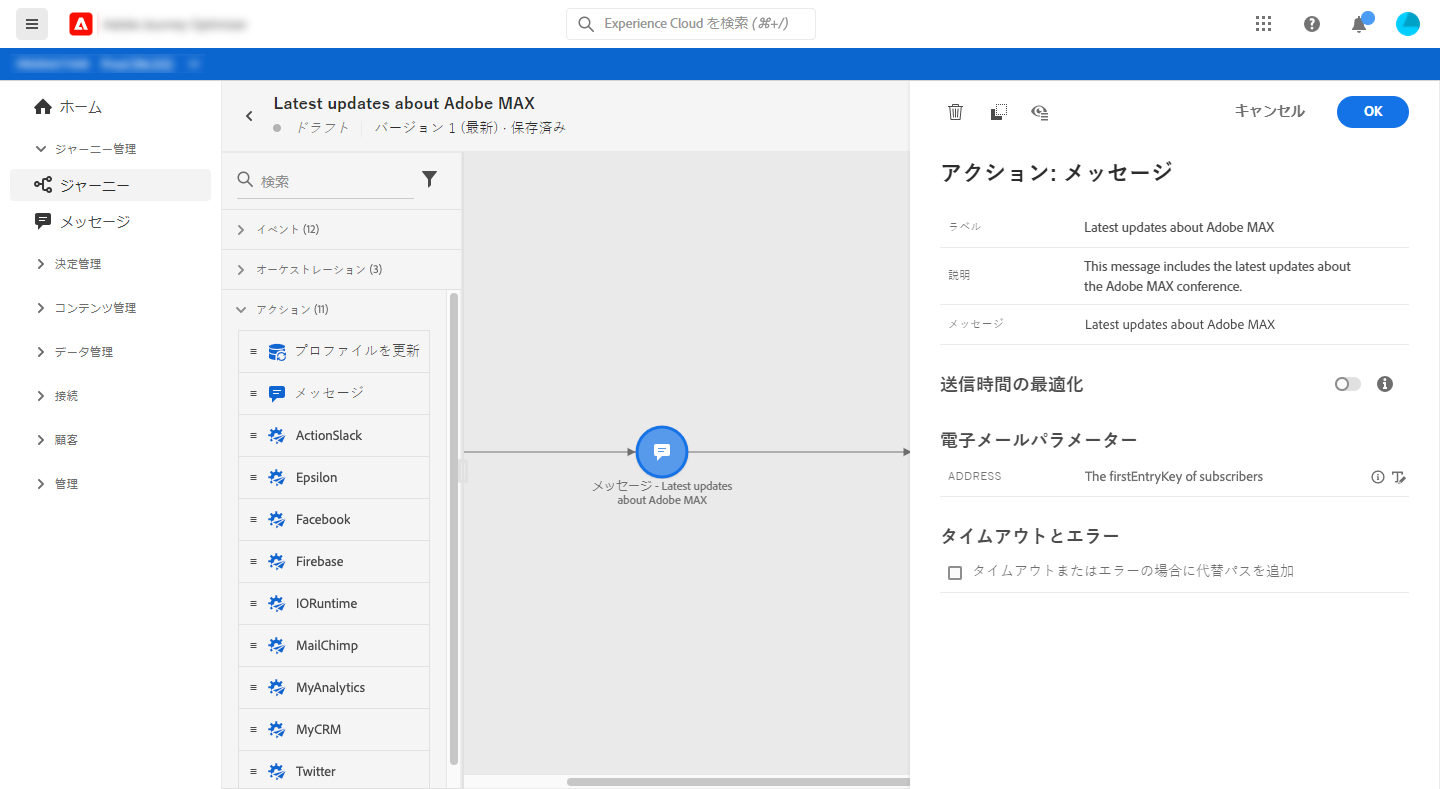 Experience Cloud を検索 (⌘+/)
ホーム
ジャーニー管理
ジャーニー
メッセージ
決定管理
コンテンツ管理
データ管理
接続
顧客
管理
Latest updates about Adobe MAX
ドラフト
バージョン 1 (最新) · 保存済み
検索
イベント (12)
オーケストレーション (3)
アクション (11)
プロファイルを更新
メッセージ
ActionSlack
Epsilon
Facebook
Firebase
IORuntime
MailChimp
MyAnalytics
MyCRM
Twitter
メッセージ - Latest updates
about Adobe MAX
キャンセル
OK
アクション: メッセージ
ラベル
Latest updates about Adobe MAX
説明
This message includes the latest updates about
the Adobe MAX conference.
メッセージ
Latest updates about Adobe MAX
送信時間の最適化
電子メールパラメーター
ADDRESS
The firstEntryKey of subscribers
タイムアウトとエラー
タイムアウトまたはエラーの場合に代替パスを追加